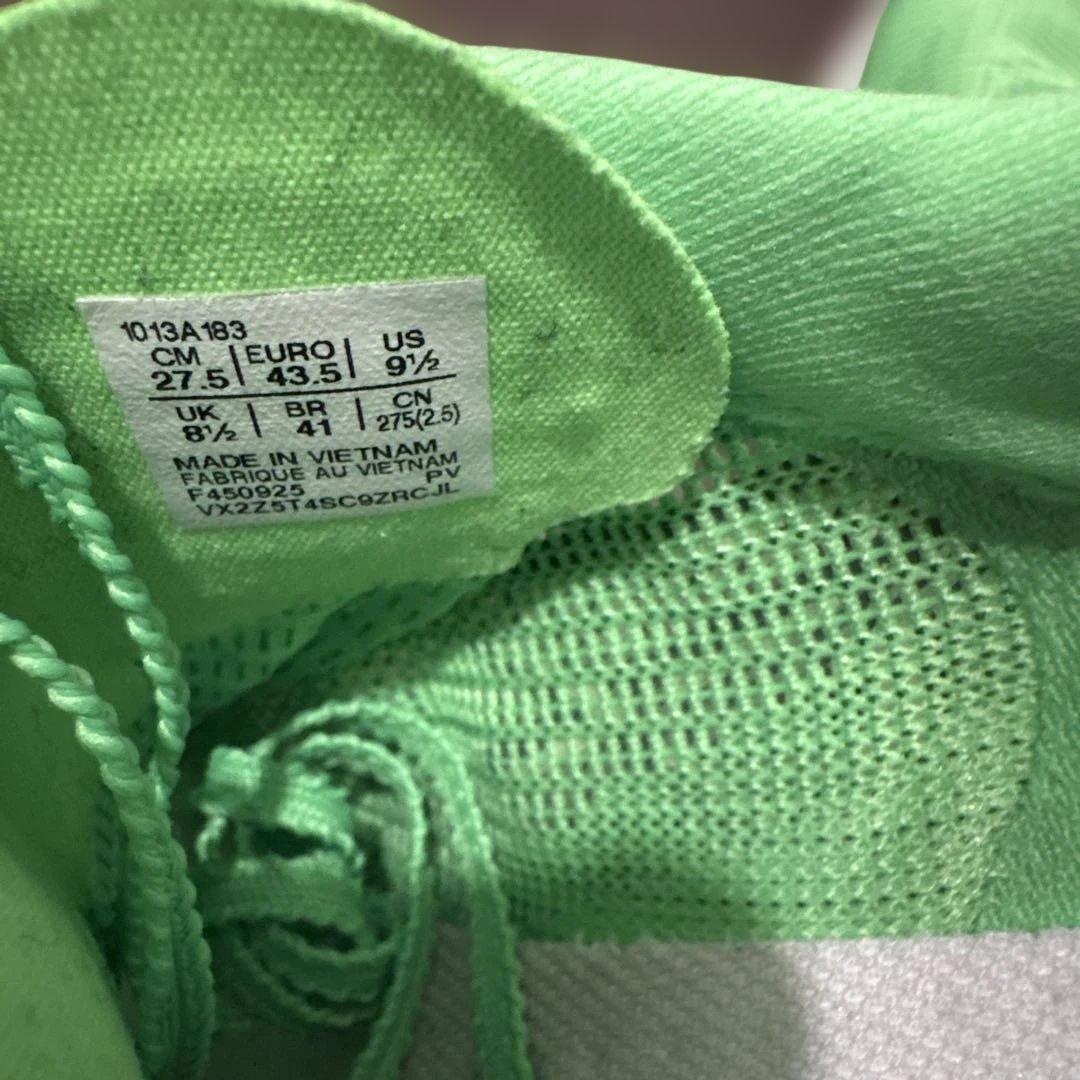 1013A183
CM | EURO | US
27.5 | 43.5 | 9½
UK | BR | CN
8½ | 41 | 275(2.5)
MADE IN VIETNAM
FABRIQUE AU VIETNAM
F450925 PV
VX2Z5T4SC9ZRCJL